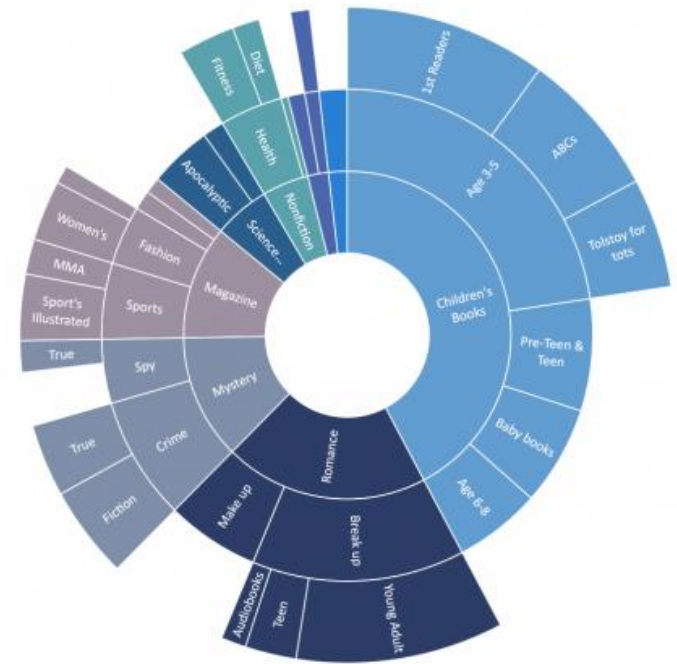 1st Readers
ABCs
Tolstoy for
tots
Age 3-5
Children's
Books
Pre-Teen &
Teen
Baby books
Age 6-8
Romance
Break up
Make up
Young Adult
Teen
Audiobooks
Mystery
Crime
Fiction
True
Spy
True
Magazine
Sports
Sport's
Illustrated
MMA
Fashion
Women's
Science...
Apocalyptic
Nonfiction
Health
Fitness
Diet